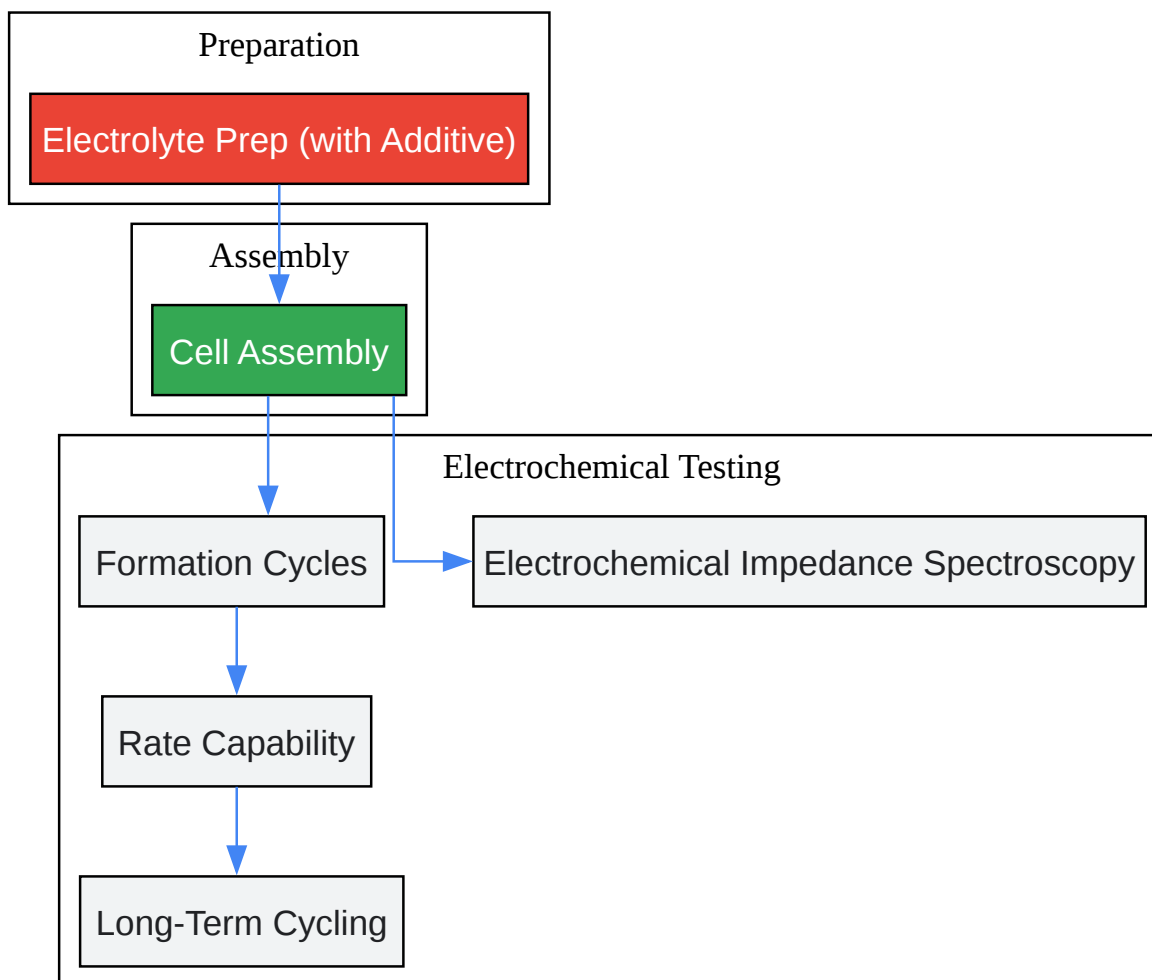 Preparation
Electrolyte Prep (with Additive)
Assembly
Cell Assembly
Electrochemical Testing
Formation Cycles
Electrochemical Impedance Spectroscopy
Rate Capability
Long-Term Cycling